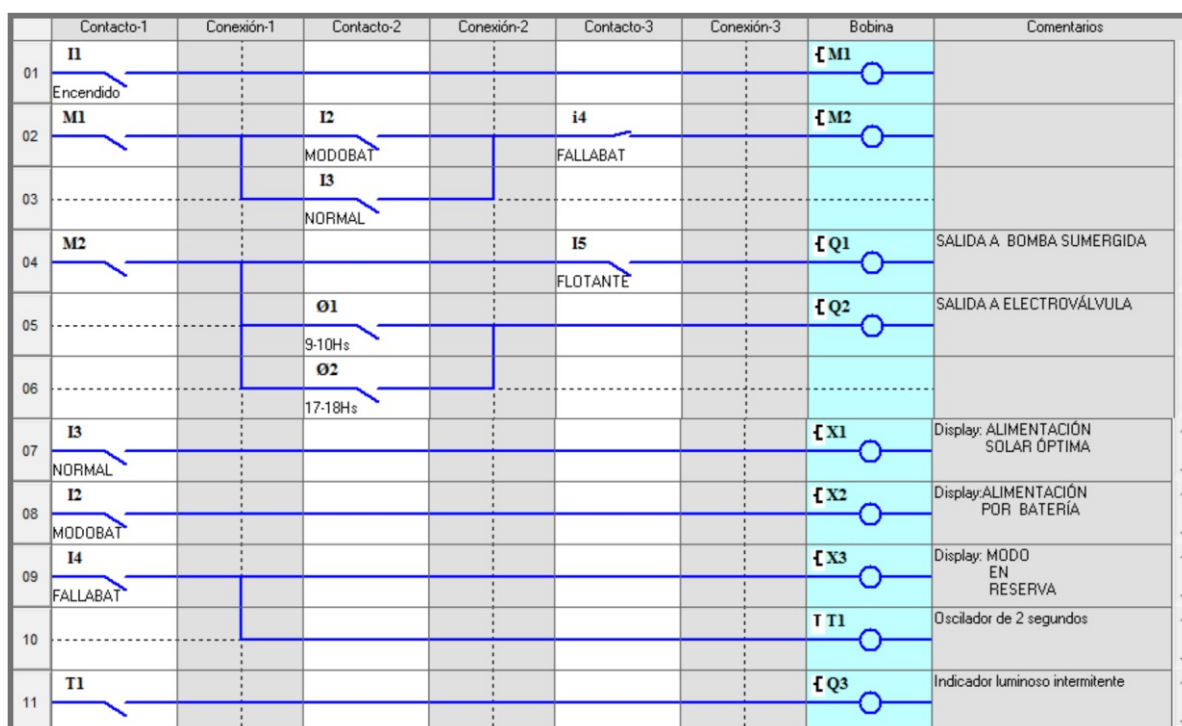 Contacto-1 Conexión-1 Contacto-2 Conexión-2 Contacto-3 Conexión-3 Bobina Comentarios
01 I1 [M1
Encendido
02 M1 I2 i4 [M2
MODOBAT FALLABAT
03 I3
NORMAL
04 M2 I5 [Q1 SALIDA A BOMBA SUMERGIDA
FLOTANTE
05 Ø1 [Q2 SALIDA A ELECTROVÁLVULA
9-10Hs
06 Ø2
17-18Hs
07 I3 [X1 Display: ALIMENTACIÓN
SOLAR ÓPTIMA
NORMAL
08 I2 [X2 Display:ALIMENTACIÓN
POR BATERÍA
MODOBAT
09 I4 [X3 Display: MODO
EN
RESERVA
FALLABAT
10 T T1 Oscilador de 2 segundos
11 T1 [Q3 Indicador luminoso intermitente